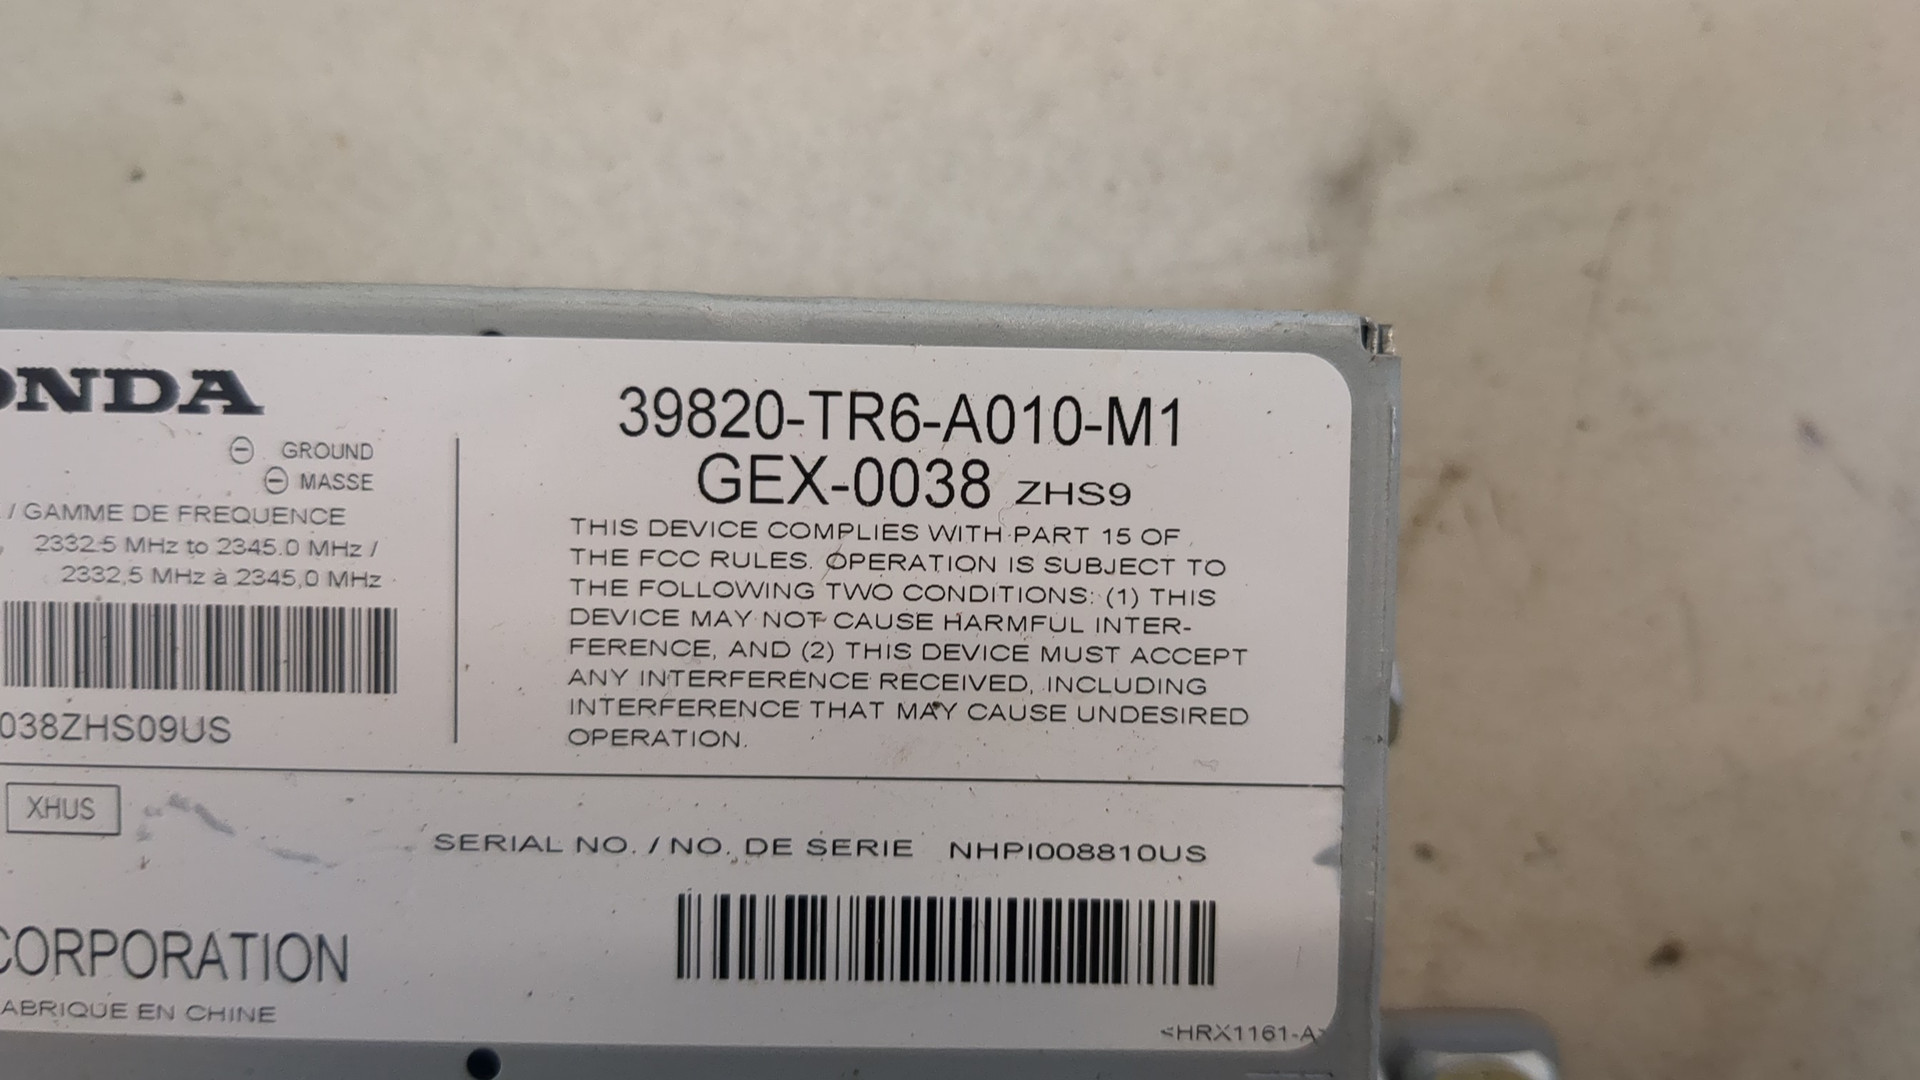 ONDA
GROUND
MASSE
/ GAMME DE FREQUENCE
2332.5 MHz to 2345.0 MHz /
2332,5 MHz à 2345,0 MHz
038ZHS09US
39820-TR6-A010-M1
GEX-0038 ZHS9
THIS DEVICE COMPLIES WITH PART 15 OF
THE FCC RULES. OPERATION IS SUBJECT TO
THE FOLLOWING TWO CONDITIONS: (1) THIS
DEVICE MAY NOT CAUSE HARMFUL INTER-
FERENCE, AND (2) THIS DEVICE MUST ACCEPT
ANY INTERFERENCE RECEIVED, INCLUDING
INTERFERENCE THAT MAY CAUSE UNDESIRED
OPERATION.
XHUS
SERIAL NO. / NO. DE SERIE NHPI008810US
CORPORATION
ABRIQUE EN CHINE
<HRX1161-A>